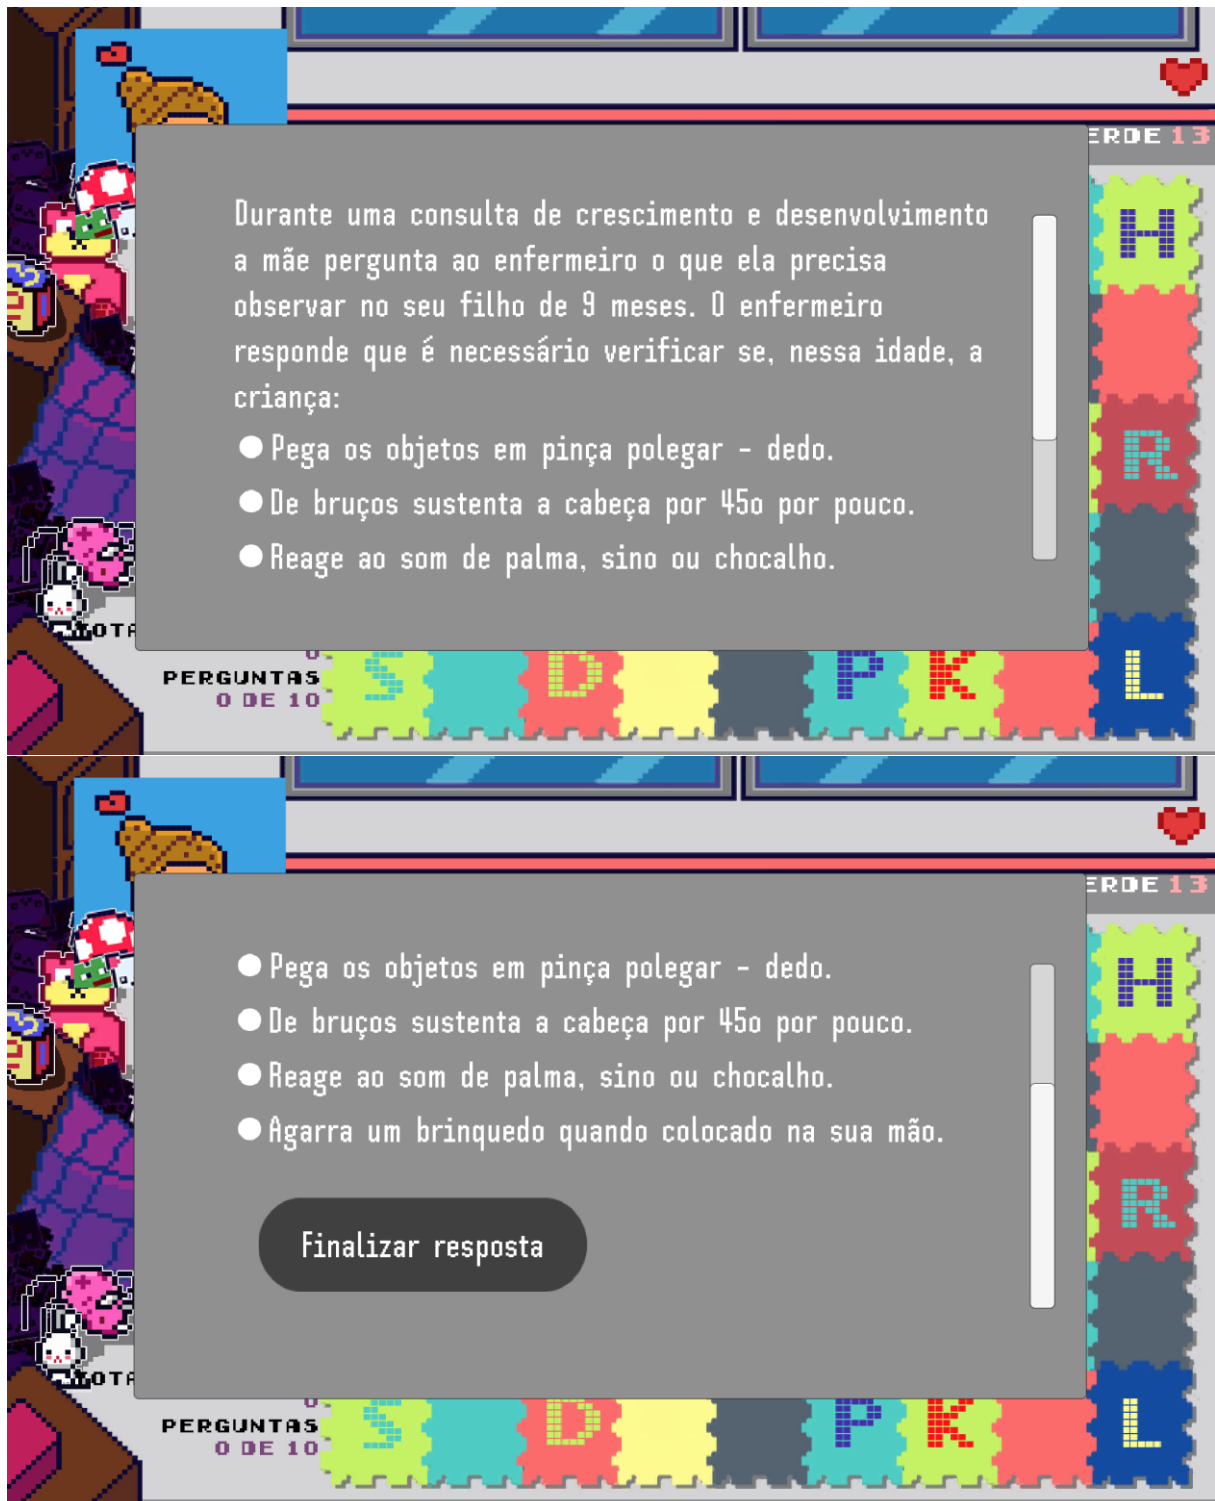 ERDE 13
Durante uma consulta de crescimento e desenvolvimento
a mãe pergunta ao enfermeiro o que ela precisa
observar no seu filho de 9 meses. O enfermeiro
responde que é necessário verificar se, nessa idade, a
criança:
Pega os objetos em pinça polegar - dedo.
De bruços sustenta a cabeça por 45o por pouco.
Reage ao som de palma, sino ou chocalho.
H
R
L
TOTA
0
PERGUNTAS
0 DE 10
S D P K
ERDE 13
Pega os objetos em pinça polegar - dedo.
De bruços sustenta a cabeça por 45o por pouco.
Reage ao som de palma, sino ou chocalho.
Agarra um brinquedo quando colocado na sua mão.
Finalizar resposta
H
R
L
OTA
0
PERGUNTAS
0 DE 10
S D P K